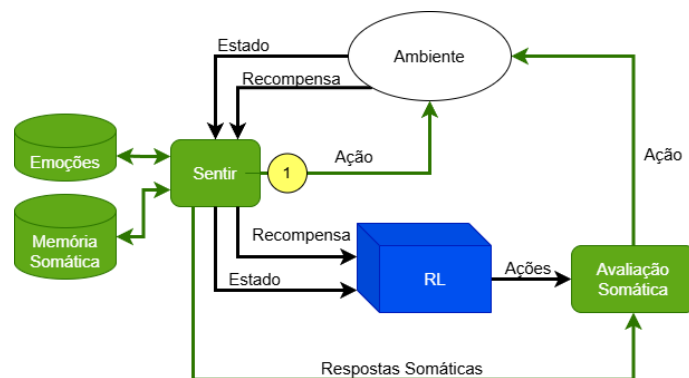 Estado
Ambiente
Recompensa
Emoções
Sentir
1
Ação
Ação
Memória
Somática
Recompensa
Estado
RL
Ações
Avaliação
Somática
Respostas Somáticas